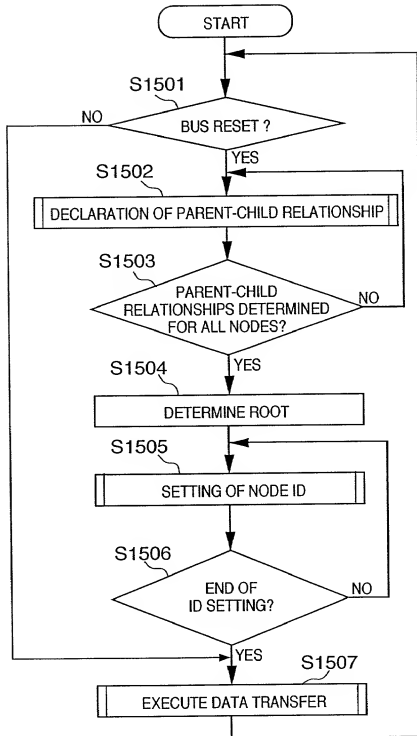 START
S1501
NO
BUS RESET ?
YES
S1502
DECLARATION OF PARENT-CHILD RELATIONSHIP
S1503
PARENT-CHILD
RELATIONSHIPS DETERMINED
FOR ALL NODES?
NO
YES
S1504
DETERMINE ROOT
S1505
SETTING OF NODE ID
S1506
END OF
ID SETTING?
NO
YES
S1507
EXECUTE DATA TRANSFER